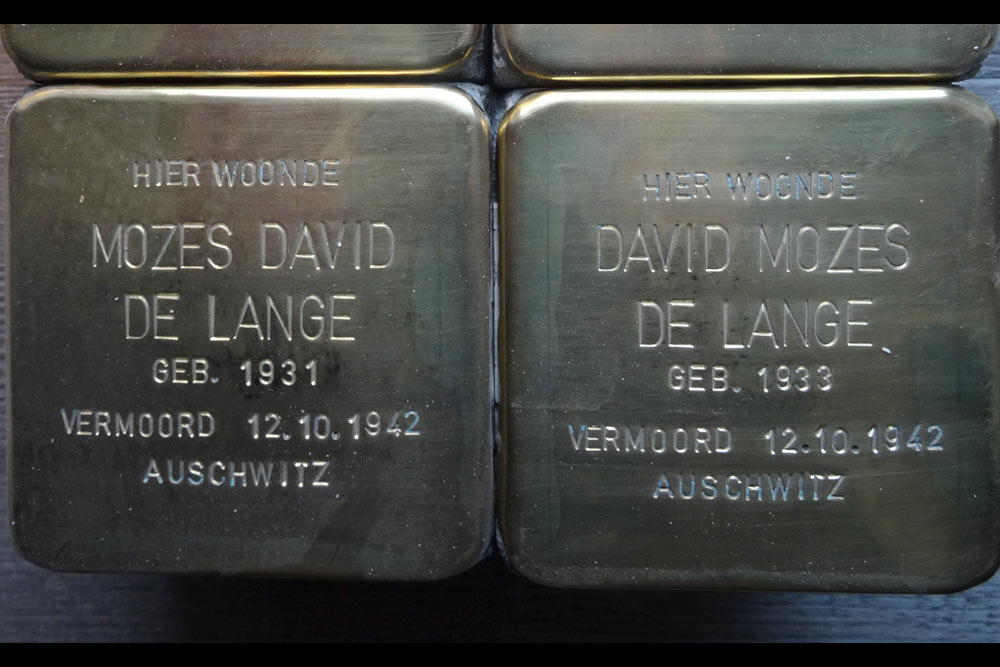 HIER WOONDE
MOZES DAVID
DE LANGE
GEB. 1931
VERMOORD 12.10.1942
AUSCHWITZ
HIER WOONDE
DAVID MOZES
DE LANGE
GEB. 1933
VERMOORD 12.10.1942
AUSCHWITZ